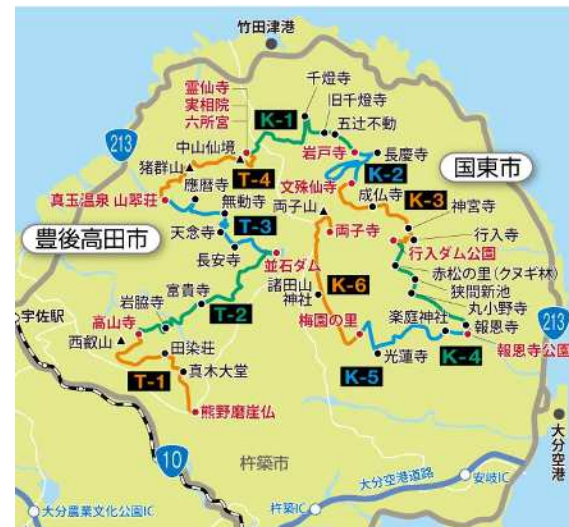 竹田津港
千燈寺
霊仙寺
実相院
六所宮
旧千燈寺
K-1
五辻不動
213
中山仙境
岩戸寺
長慶寺
猪群山
K-2
国東市
T-4
文殊仙寺
應暦寺
成仏寺
K-3
真玉温泉 山翠荘
無動寺
両子山
神宮寺
T-3
両子寺
行入寺
豊後高田市
天念寺
行入ダム公園
長安寺
並石ダム
赤松の里(クヌギ林)
K-6
諸田山
神社
狭間新池
富貴寺
丸小野寺
岩脇寺
T-2
楽庭神社
報恩寺
宇佐駅
高山寺
梅園の里
213
西叡山
田染荘
K-4
報恩寺公園
T-1
真木大堂
K-5
光蓮寺
熊野磨崖仏
大分空港
10
杵築市
大分空港道路
安岐IC
大分農業文化公園IC
杵築IC